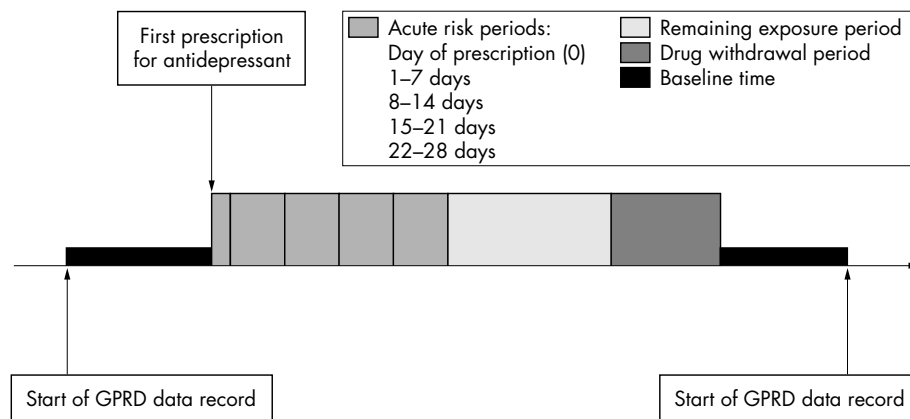 First prescription
for antidepressant
Acute risk periods:
Day of prescription (0)
1–7 days
8–14 days
15–21 days
22–28 days
Remaining exposure period
Drug withdrawal period
Baseline time
Start of GPRD data record
Start of GPRD data record